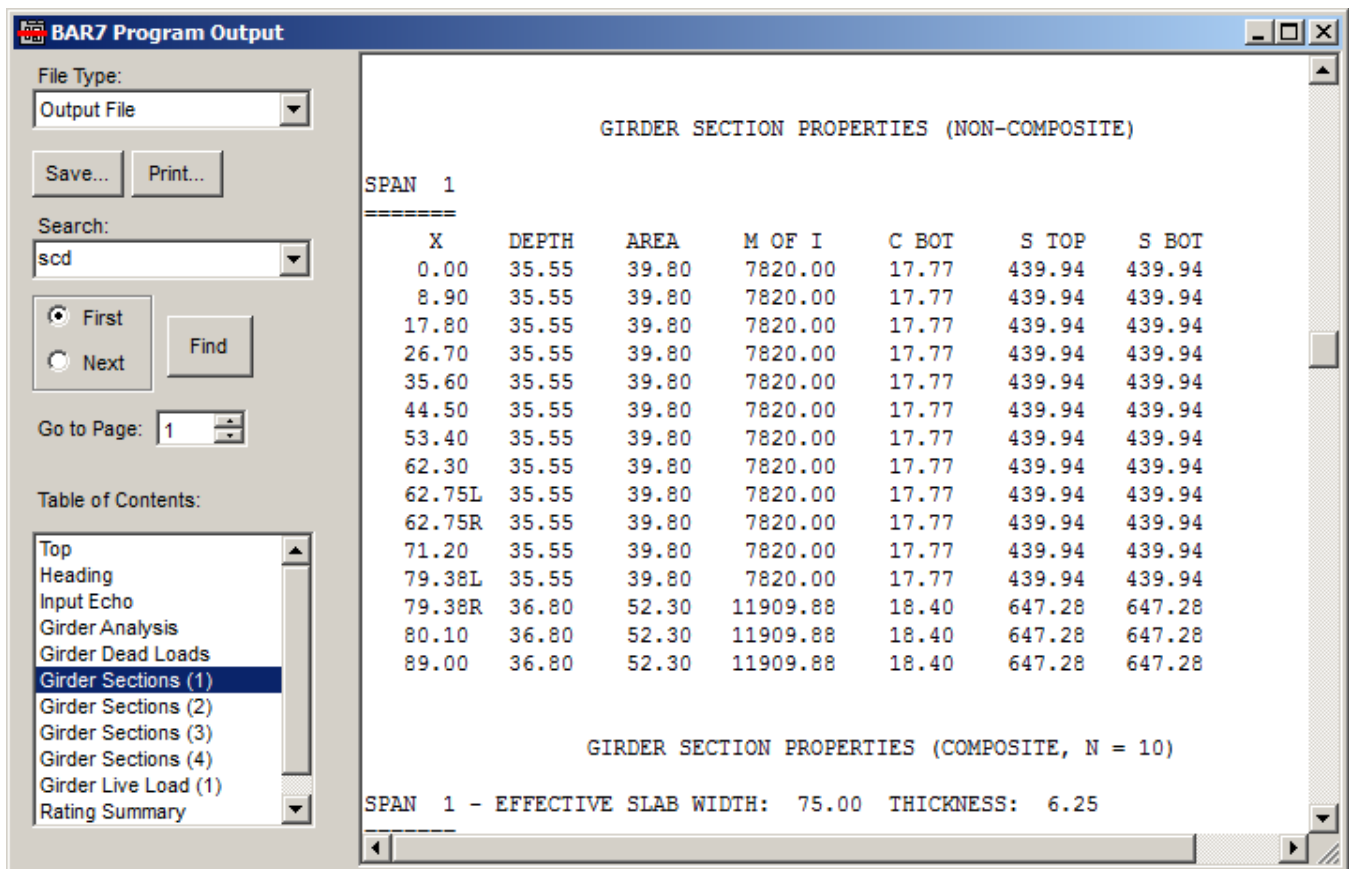 BAR7 Program Output
File Type:
Output File
Save... Print...
Search:
scd
First
Next
Find
Go to Page: 1
Table of Contents:
Top
Heading
Input Echo
Girder Analysis
Girder Dead Loads
Girder Sections (1)
Girder Sections (2)
Girder Sections (3)
Girder Sections (4)
Girder Live Load (1)
Rating Summary
GIRDER SECTION PROPERTIES (NON-COMPOSITE)
SPAN 1
=======
X DEPTH AREA M OF I C BOT S TOP S BOT
0.00 35.55 39.80 7820.00 17.77 439.94 439.94
8.90 35.55 39.80 7820.00 17.77 439.94 439.94
17.80 35.55 39.80 7820.00 17.77 439.94 439.94
26.70 35.55 39.80 7820.00 17.77 439.94 439.94
35.60 35.55 39.80 7820.00 17.77 439.94 439.94
44.50 35.55 39.80 7820.00 17.77 439.94 439.94
53.40 35.55 39.80 7820.00 17.77 439.94 439.94
62.30 35.55 39.80 7820.00 17.77 439.94 439.94
62.75L 35.55 39.80 7820.00 17.77 439.94 439.94
62.75R 35.55 39.80 7820.00 17.77 439.94 439.94
71.20 35.55 39.80 7820.00 17.77 439.94 439.94
79.38L 35.55 39.80 7820.00 17.77 439.94 439.94
79.38R 36.80 52.30 11909.88 18.40 647.28 647.28
80.10 36.80 52.30 11909.88 18.40 647.28 647.28
89.00 36.80 52.30 11909.88 18.40 647.28 647.28
GIRDER SECTION PROPERTIES (COMPOSITE, N = 10)
SPAN 1 - EFFECTIVE SLAB WIDTH: 75.00 THICKNESS: 6.25